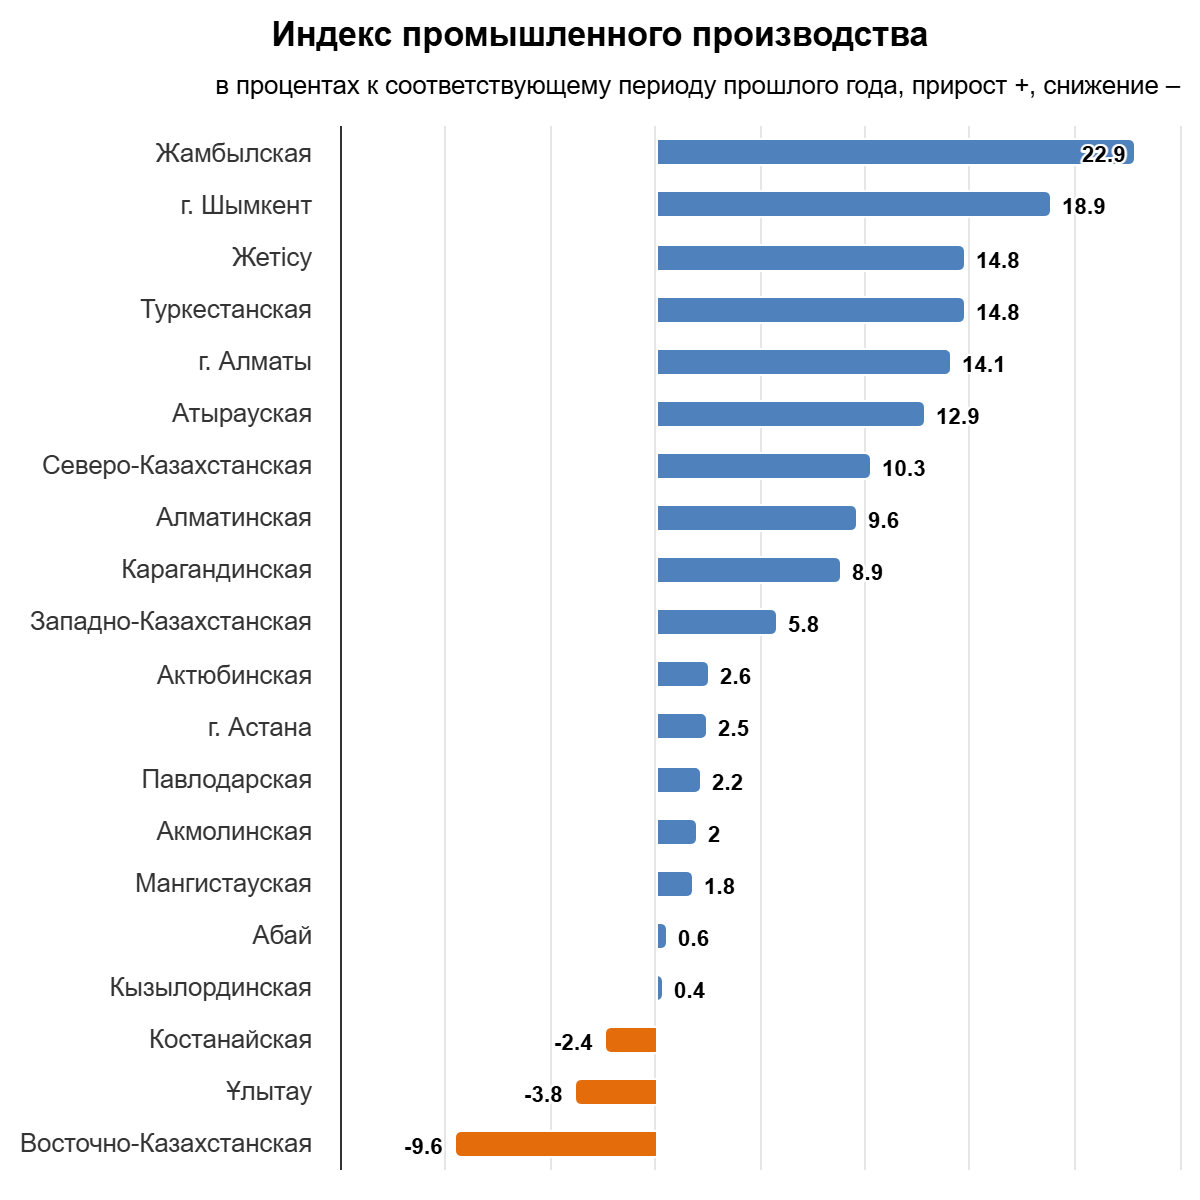 Индекс промышленного производства
в процентах к соответствующему периоду прошлого года, прирост +, снижение –
Жамбылская 22.9
г. Шымкент 18.9
Жетісу 14.8
Туркестанская 14.8
г. Алматы 14.1
Атырауская 12.9
Северо-Казахстанская 10.3
Алматинская 9.6
Карагандинская 8.9
Западно-Казахстанская 5.8
Актюбинская 2.6
г. Астана 2.5
Павлодарская 2.2
Акмолинская 2
Мангистауская 1.8
Абай 0.6
Кызылординская 0.4
Костанайская -2.4
Ұлытау -3.8
Восточно-Казахстанская -9.6